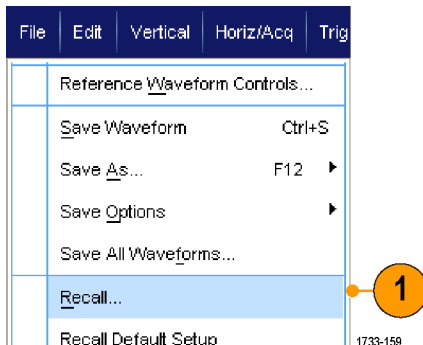 File Edit Vertical Horiz/Acq Trig
Reference Waveform Controls...
Save Waveform Ctrl+S
Save As... F12
Save Options
Save All Waveforms...
Recall...
1
Recall Default Setup
1733-159